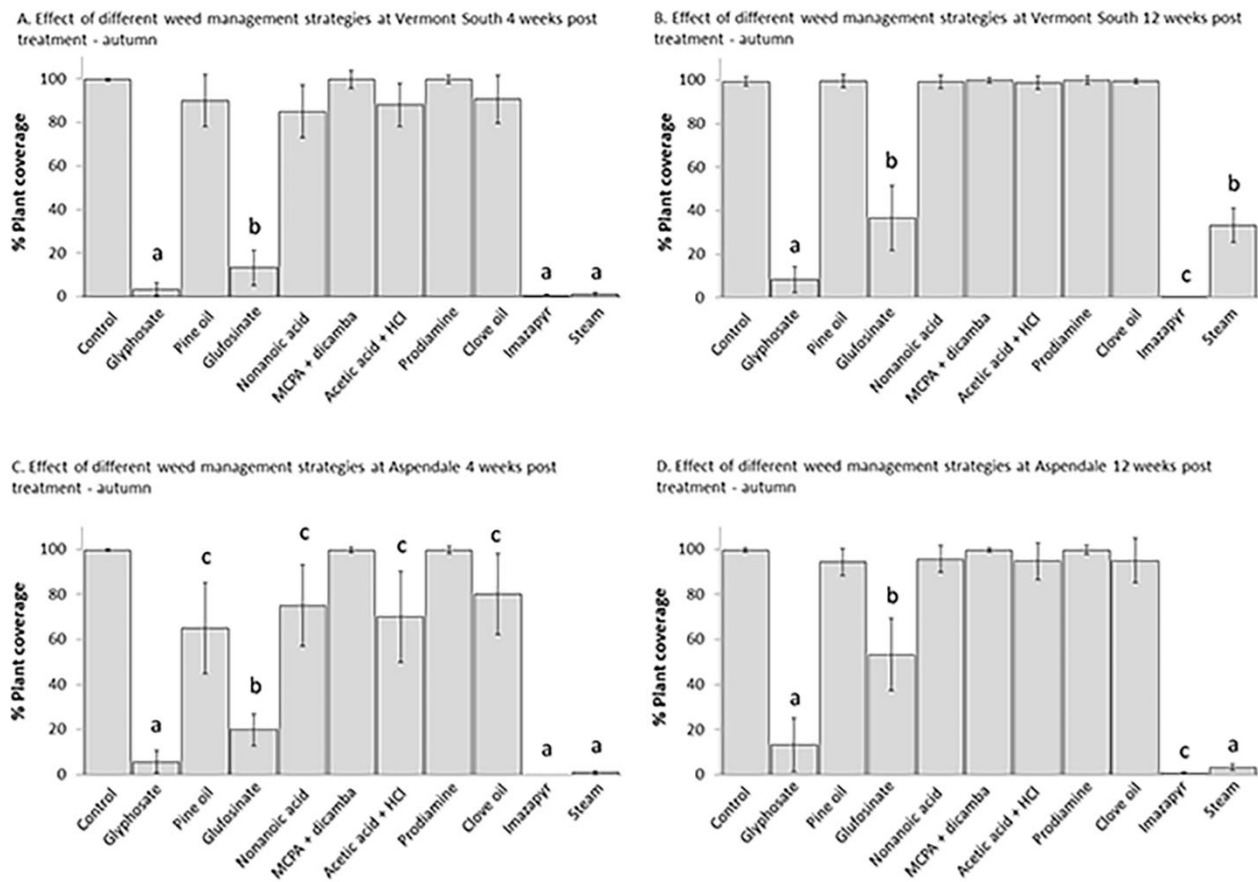 A. Effect of different weed management strategies at Vermont South 4 weeks post
treatment - autumn
% Plant coverage
100
80
60
40
20
0
a
b
a
a
Control
Glyphosate
Pine oil
Glufosinate
Nonanoic acid
MCPA + dicamba
Acetic acid + HCl
Prodiamine
Clove oil
Imazapyr
Steam
B. Effect of different weed management strategies at Vermont South 12 weeks post
treatment - autumn
% Plant coverage
100
80
60
40
20
0
a
b
c
b
Control
Glyphosate
Pine oil
Glufosinate
Nonanoic acid
MCPA + dicamba
Acetic acid + HCl
Prodiamine
Clove oil
Imazapyr
Steam
C. Effect of different weed management strategies at Aspendale 4 weeks post
treatment - autumn
% Plant coverage
100
80
60
40
20
0
a
c
b
c
c
c
a
a
Control
Glyphosate
Pine oil
Glufosinate
Nonanoic acid
MCPA + dicamba
Acetic acid + HCl
Prodiamine
Clove oil
Imazapyr
Steam
D. Effect of different weed management strategies at Aspendale 12 weeks post
treatment - autumn
% Plant coverage
100
80
60
40
20
0
a
b
c
a
Control
Glyphosate
Pine oil
Glufosinate
Nonanoic acid
MCPA + dicamba
Acetic acid + HCl
Prodiamine
Clove oil
Imazapyr
Steam